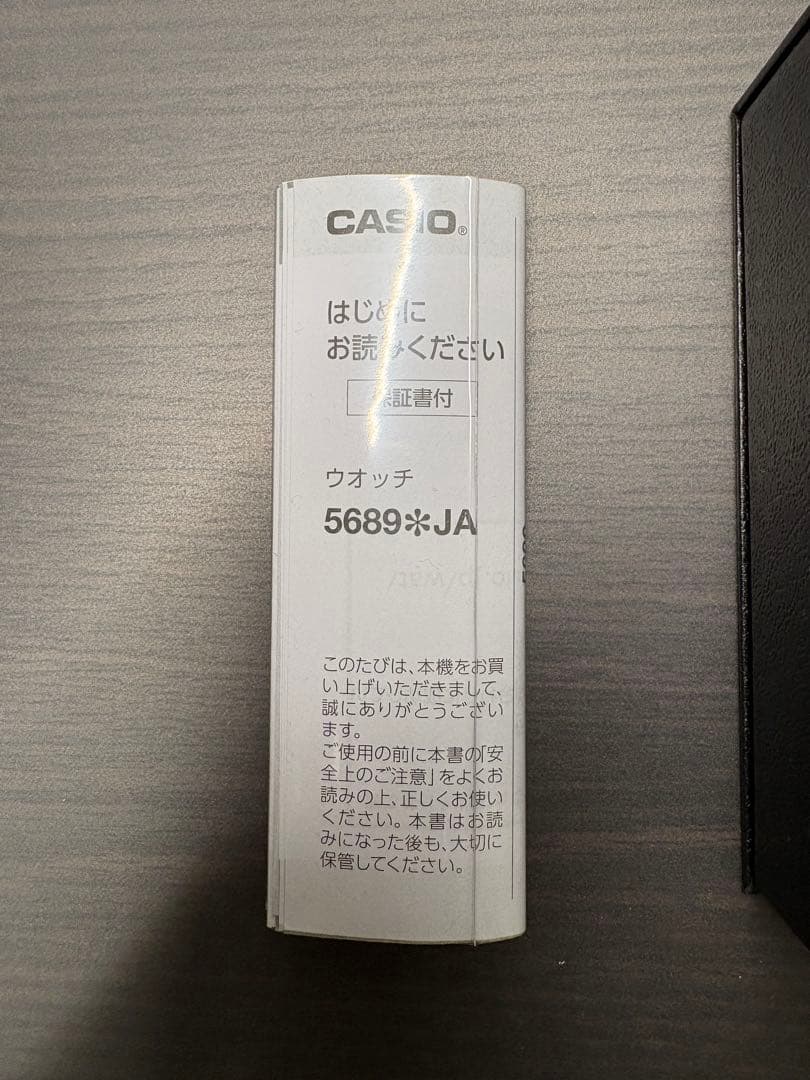 CASIO®
はじめに
お読みください
保証書付
ウオッチ
5689✻JA
このたびは、本機をお買
い上げいただきまして、
誠にありがとうござい
ます。
ご使用の前に本書の「安
全上のご注意」をよくお
読みの上、正しくお使い
ください。本書はお読
みになった後も、大切に
保管してください。